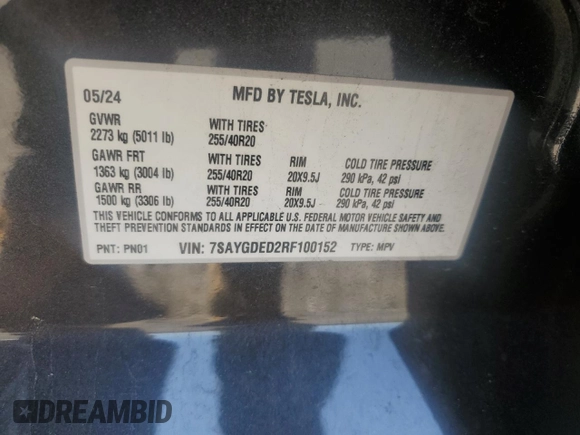 05/24 MFD BY TESLA, INC.
GVWR WITH TIRES
2273 kg (5011 lb) 255/40R20
GAWR FRT WITH TIRES RIM COLD TIRE PRESSURE
1363 kg (3004 lb) 255/40R20 20X9.5J 290 kPa, 42 psi
GAWR RR WITH TIRES RIM COLD TIRE PRESSURE
1500 kg (3306 lb) 255/40R20 20X9.5J 290 kPa, 42 psi
THIS VEHICLE CONFORMS TO ALL APPLICABLE U.S. FEDERAL MOTOR VEHICLE SAFETY AND
THEFT PREVENTION STANDARDS IN EFFECT ON THE DATE OF MANUFACTURE SHOWN ABOVE.
PNT: PN01 VIN: 7SAYGDED2RF100152 TYPE: MPV
DREAMBID